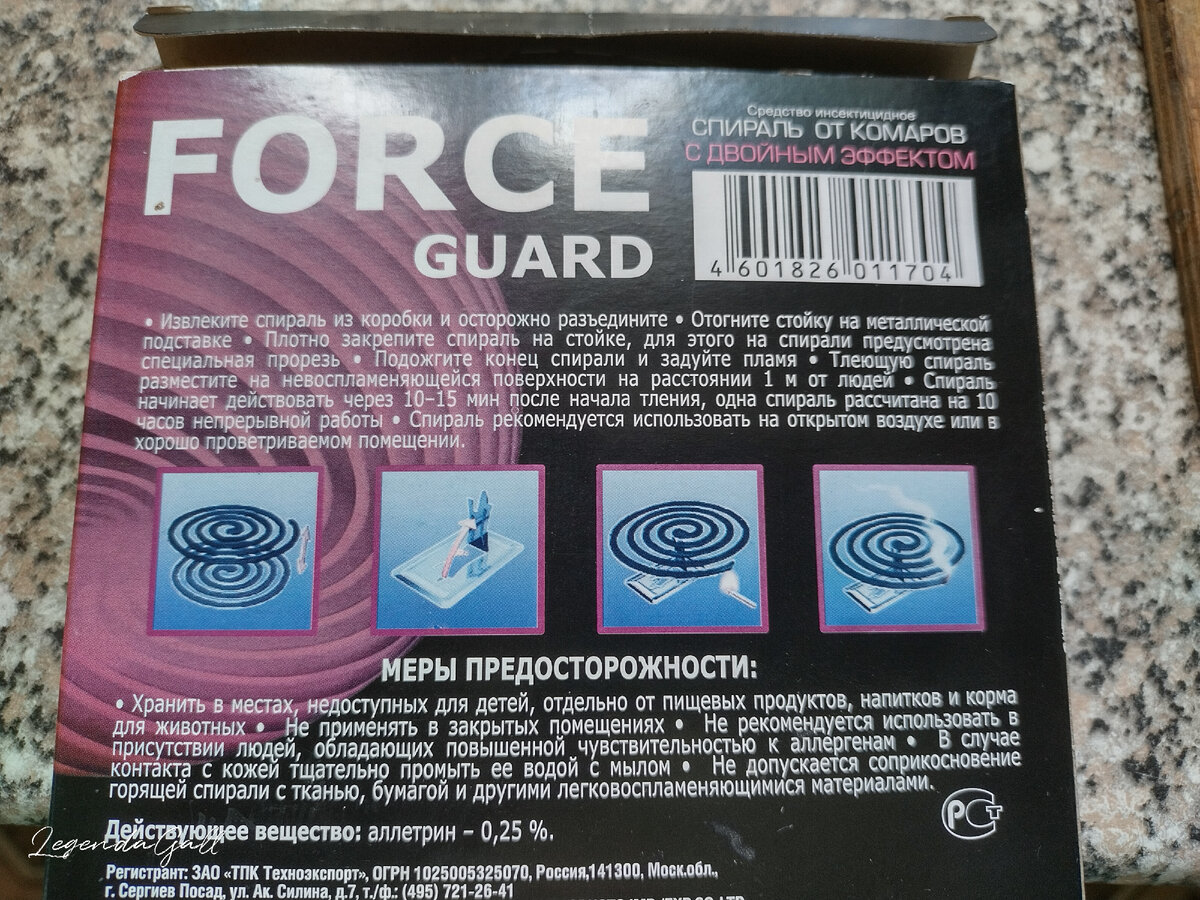 FORCE
GUARD
Средство инсектицидное
СПИРАЛЬ ОТ КОМАРОВ
С ДВОЙНЫМ ЭФФЕКТОМ
4 601826 011704
• Извлеките спираль из коробки и осторожно разъедините • Отогните стойку на металлической
подставке • Плотно закрепите спираль на стойке, для этого на спирали предусмотрена
специальная прорезь • Подожгите конец спирали и задуйте пламя • Тлеющую спираль
разместите на невоспламеняющейся поверхности на расстоянии 1 м от людей • Спираль
начинает действовать через 10–15 мин после начала тления, одна спираль рассчитана на 10
часов непрерывной работы • Спираль рекомендуется использовать на открытом воздухе или в
хорошо проветриваемом помещении.
МЕРЫ ПРЕДОСТОРОЖНОСТИ:
• Хранить в местах, недоступных для детей, отдельно от пищевых продуктов, напитков и корма
для животных • Не применять в закрытых помещениях • Не рекомендуется использовать в
присутствии людей, обладающих повышенной чувствительностью к аллергенам • В случае
контакта с кожей тщательно промыть ее водой с мылом • Не допускается соприкосновение
горящей спирали с тканью, бумагой и другими легковоспламеняющимися материалами.
РСТ
Действующее вещество: аллетрин – 0,25 %.
LegendaGatt
Регистрант: ЗАО «ТПК Техноэкспорт», ОГРН 1025005325070, Россия,141300, Моск.обл.,
г. Сергиев Посад, ул. Ак. Силина, д.7, т./ф.: (495) 721-26-41